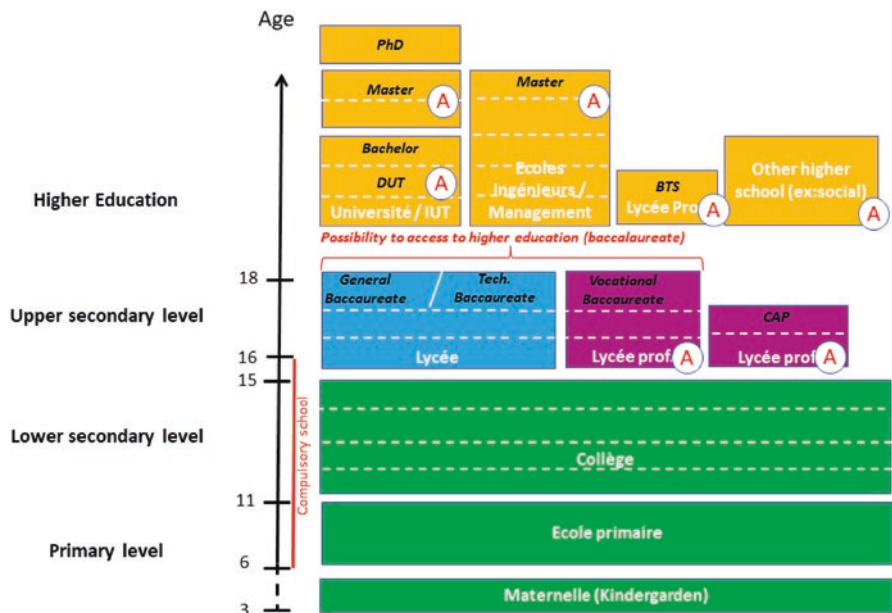 Age
PhD
Master
A
Master
A
Bachelor
DUT
A
Université / IUT
Ecoles
Ingénieurs /
Management
BTS
Lycée Pro
A
Other higher
school (ex:social)
A
Higher Education
Possibility to access to higher education (baccalaureate)
18
General
Baccaureate
/
Tech.
Baccaureate
Lycée
Vocational
Baccaureate
Lycée prof.
A
CAP
Lycée prof
A
Upper secondary level
16
15
Compulsory school
Lower secondary level
Collège
11
Ecole primaire
Primary level
6
Maternelle (Kindergarden)
3